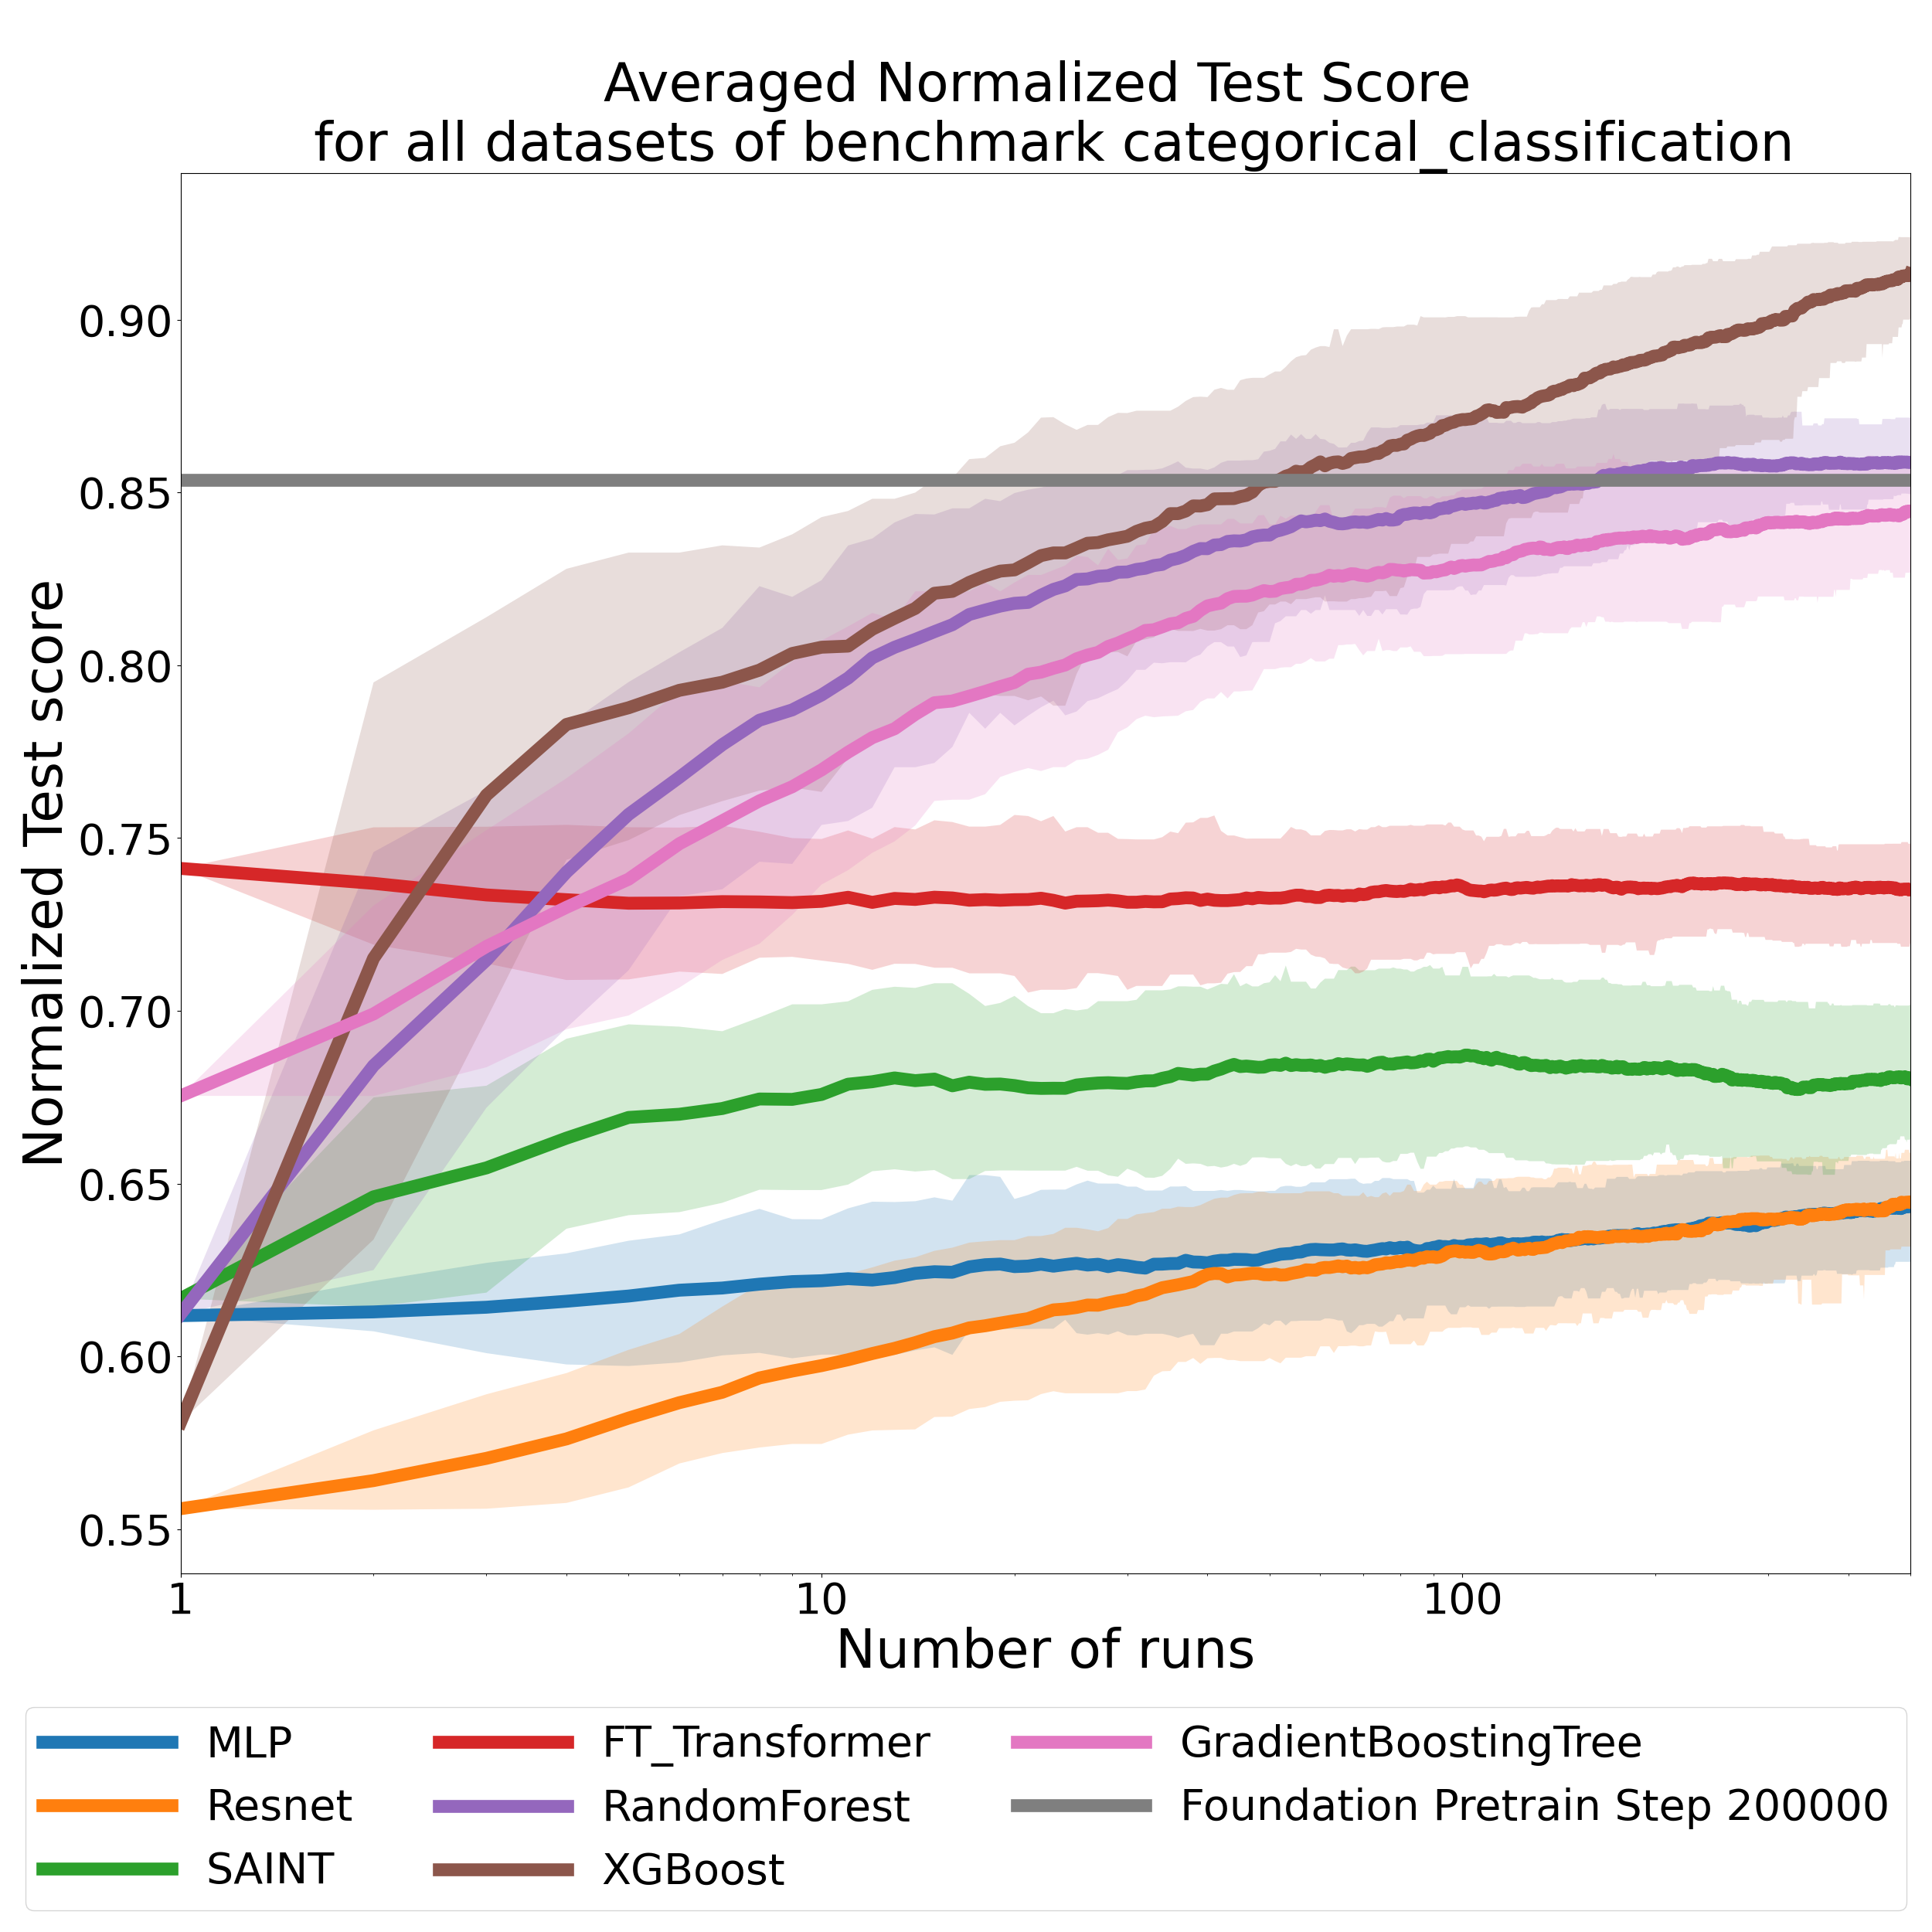 Averaged Normalized Test Score
for all datasets of benchmark categorical_classification
Normalized Test score
0.90
0.85
0.80
0.75
0.70
0.65
0.60
0.55
1
10
100
Number of runs
MLP
Resnet
SAINT
FT_Transformer
RandomForest
XGBoost
GradientBoostingTree
Foundation Pretrain Step 200000